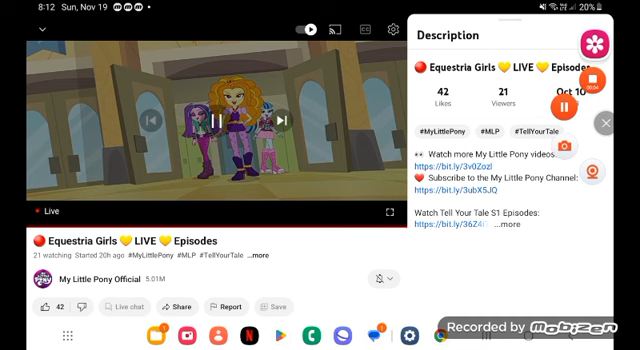 8:12 Sun, Nov 19
20%
Description
Equestria Girls 💛 LIVE 💛 Episodes
42
21
Oct 10
Likes
Viewers
#MyLittlePony
#MLP
#TellYourTale
👀 Watch more My Little Pony videos:
https://bit.ly/3v0Zozl
Subscribe to the My Little Pony Channel:
https://bit.ly/3ubX5JQ
Watch Tell Your Tale S1 Episodes:
...more
00:04
Live
🔴 Equestria Girls 💛 LIVE 💛 Episodes
21 watching Started 20h ago #MyLittlePony #MLP #TellYourTale ...more
My Little Pony Official 5.01M
42
Live chat
Share
Report
Save
Recorded by mobizen